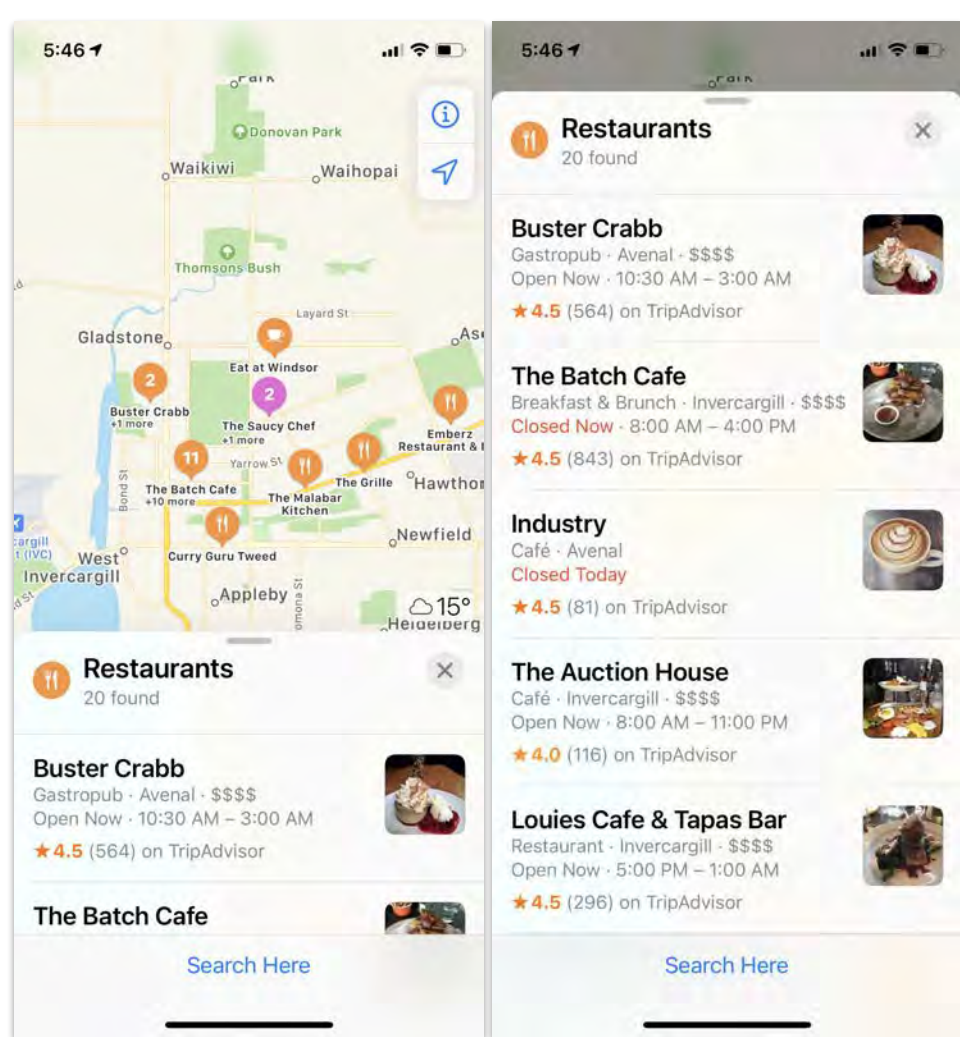 5:46
Park
Donovan Park
Waikiwi
Waihopai
Thomsons Bush
Layard St
Gladstone
Eat at Windsor
2
Buster Crabb
+1 more
2
The Saucy Chef
+1 more
Emberz
Restaurant &
11
Yarrow St
The Batch Cafe
+10 more
Bond St
The Malabar
Kitchen
The Grille
Hawthor
Curry Guru Tweed
Newfield
West
Invercargill
cargill
t (IVC)
Appleby
15°
Heidelberg
Restaurants
20 found
Buster Crabb
Gastropub · Avenal · $$$$
Open Now · 10:30 AM – 3:00 AM
★4.5 (564) on TripAdvisor
The Batch Cafe
Search Here
5:46
Park
Restaurants
20 found
Buster Crabb
Gastropub · Avenal · $$$$
Open Now · 10:30 AM – 3:00 AM
★4.5 (564) on TripAdvisor
The Batch Cafe
Breakfast & Brunch · Invercargill · $$$$
Closed Now · 8:00 AM – 4:00 PM
★4.5 (843) on TripAdvisor
Industry
Café · Avenal
Closed Today
★4.5 (81) on TripAdvisor
The Auction House
Café · Invercargill · $$$$
Open Now · 8:00 AM – 11:00 PM
★4.0 (116) on TripAdvisor
Louies Cafe & Tapas Bar
Restaurant · Invercargill · $$$$
Open Now · 5:00 PM – 1:00 AM
★4.5 (296) on TripAdvisor
Search Here